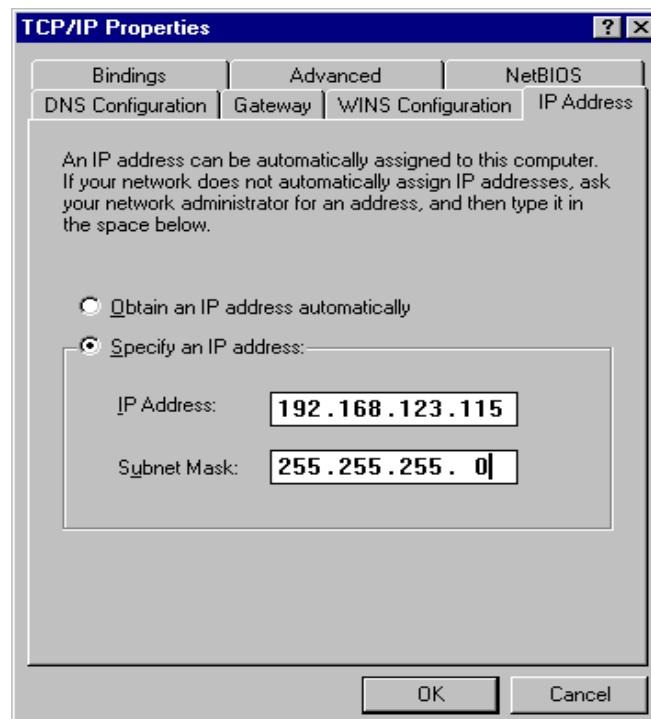 TCP/IP Properties
? ×
Bindings Advanced NetBIOS
DNS Configuration Gateway WINS Configuration IP Address
An IP address can be automatically assigned to this computer.
If your network does not automatically assign IP addresses, ask
your network administrator for an address, and then type it in
the space below.
Obtain an IP address automatically
Specify an IP address:
IP Address: 192.168.123.115
Subnet Mask: 255.255.255. 0
OK Cancel